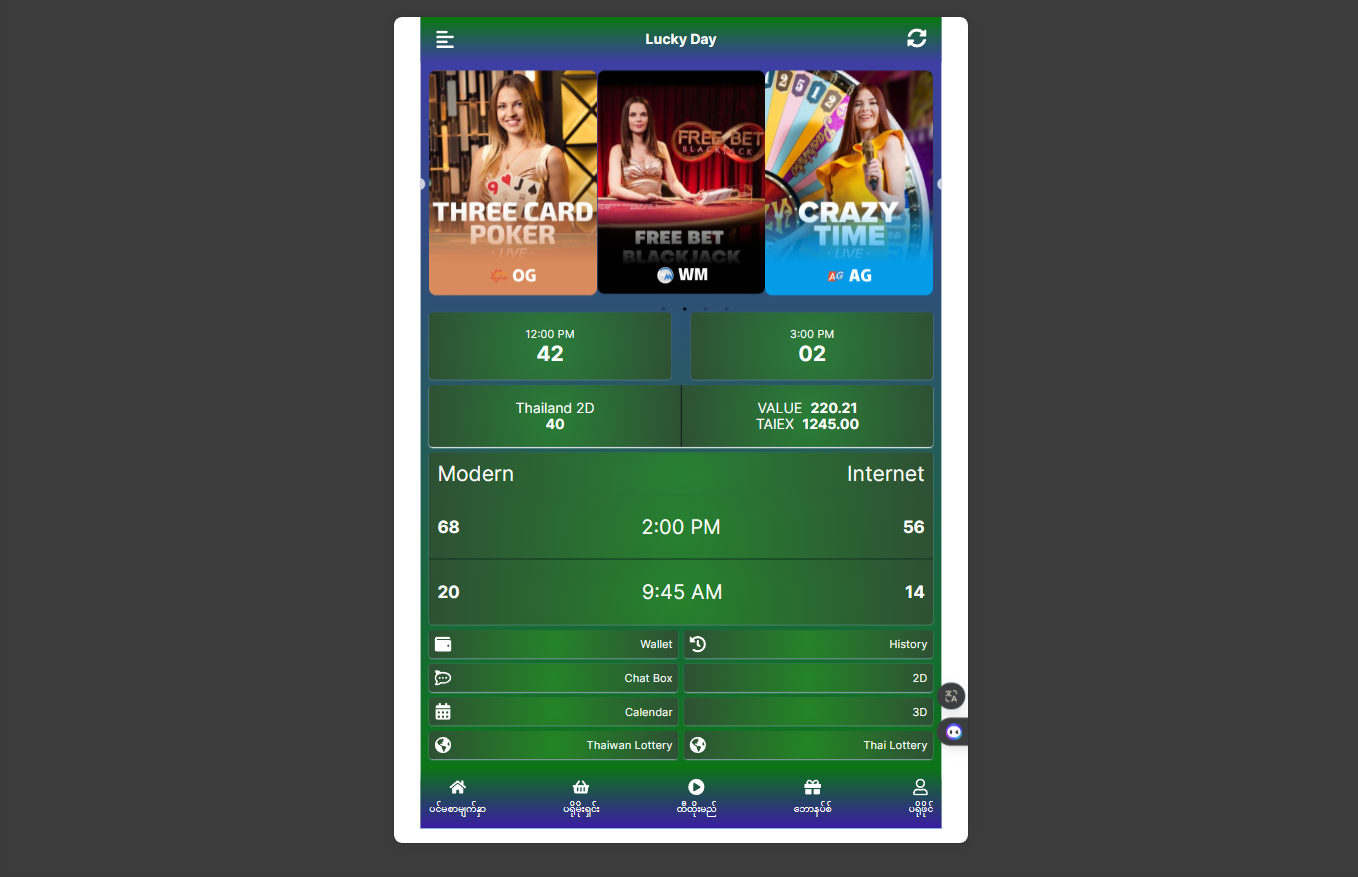 Lucky Day
THREE CARD
POKER
- LIVE -
OG
FREE BET
BLACKJACK
FREE BET
BLACKJACK
WM
2 5 1 2
CRAZY
TIME
- LIVE -
AG AG
12:00 PM
42
3:00 PM
02
Thailand 2D
40
VALUE 220.21
TAIEX 1245.00
Modern Internet
68 2:00 PM 56
20 9:45 AM 14
Wallet History
Chat Box 2D
Calendar 3D
Thaiwan Lottery Thai Lottery
ပင်မစာမျက်နှာ ပရိုမိုးရှင်း ထီထိုးမည် ဘောနပ်စ် ပရိုဖိုင်